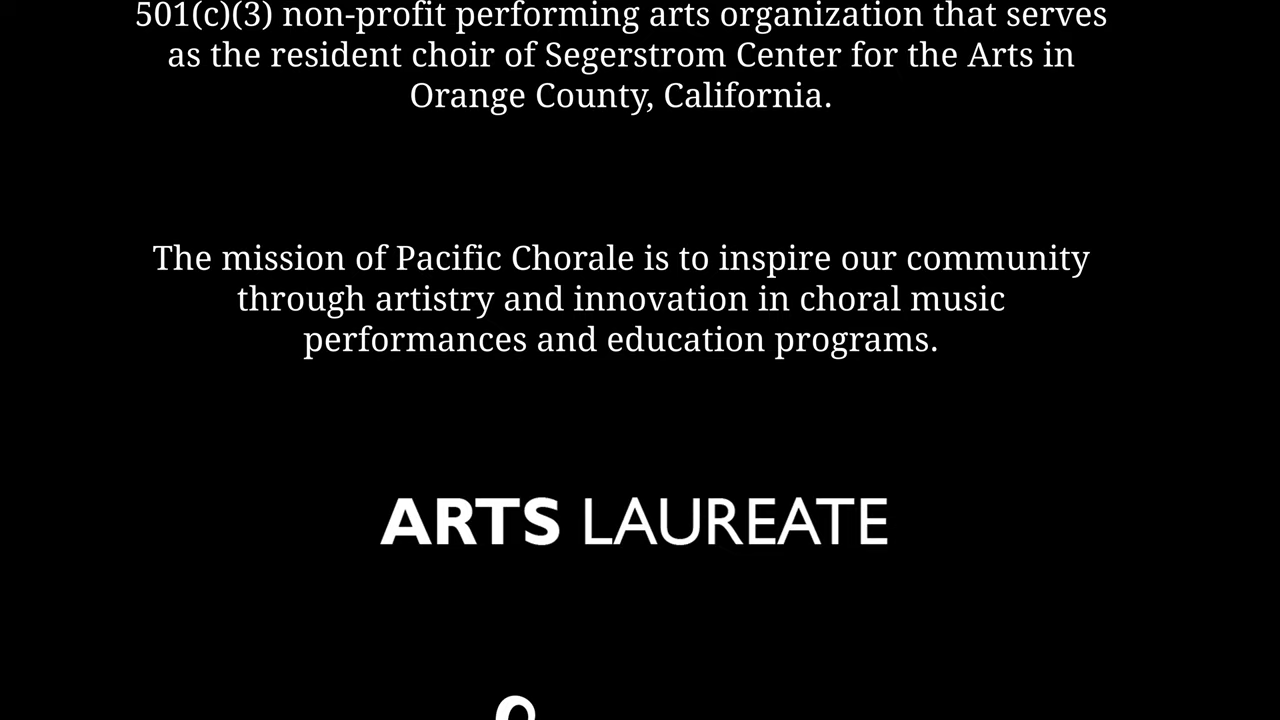 501(c)(3) non-profit performing arts organization that serves
as the resident choir of Segerstrom Center for the Arts in
Orange County, California.
The mission of Pacific Chorale is to inspire our community
through artistry and innovation in choral music
performances and education programs.
ARTS LAUREATE